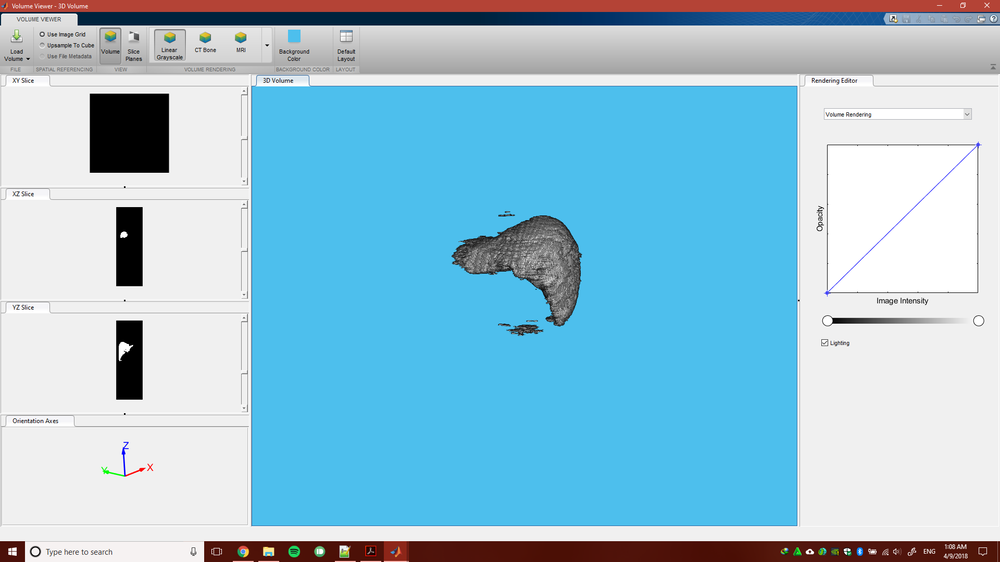 Volume Viewer - 3D Volume
VOLUME VIEWER
Load
Volume
Use Image Grid
Upsample To Cube
Use File Metadata
Volume
Slice
Planes
Linear
Grayscale
CT Bone
MRI
Background
Color
Default
Layout
FILE
SPATIAL REFERENCING
VIEW
VOLUME RENDERING
BACKGROUND COLOR
LAYOUT
XY Slice
XZ Slice
YZ Slice
Orientation Axes
Z
Y
X
3D Volume
Rendering Editor
Volume Rendering
Opacity
Image Intensity
Lighting
Type here to search
ENG
1:08 AM
4/9/2018